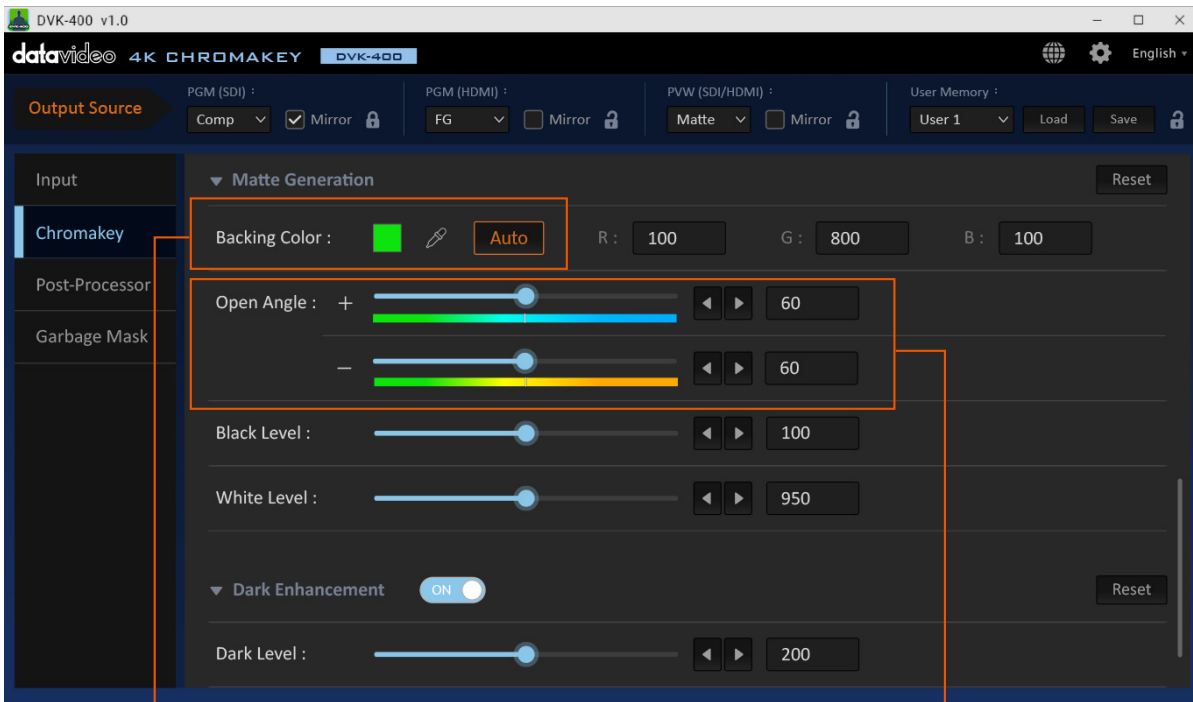 DVK-400 v1.0
datavideo 4K CHROMAKEY DVK-400 English
Output Source
PGM (SDI) : PGM (HDMI) : PVW (SDI/HDMI) : User Memory :
Comp Mirror FG Mirror Matte Mirror User 1 Load Save
Input
Chromakey
Post-Processor
Garbage Mask
Matte Generation Reset
Backing Color : Auto R : 100 G : 800 B : 100
Open Angle : + 60
− 60
Black Level : 100
White Level : 950
Dark Enhancement ON Reset
Dark Level : 200